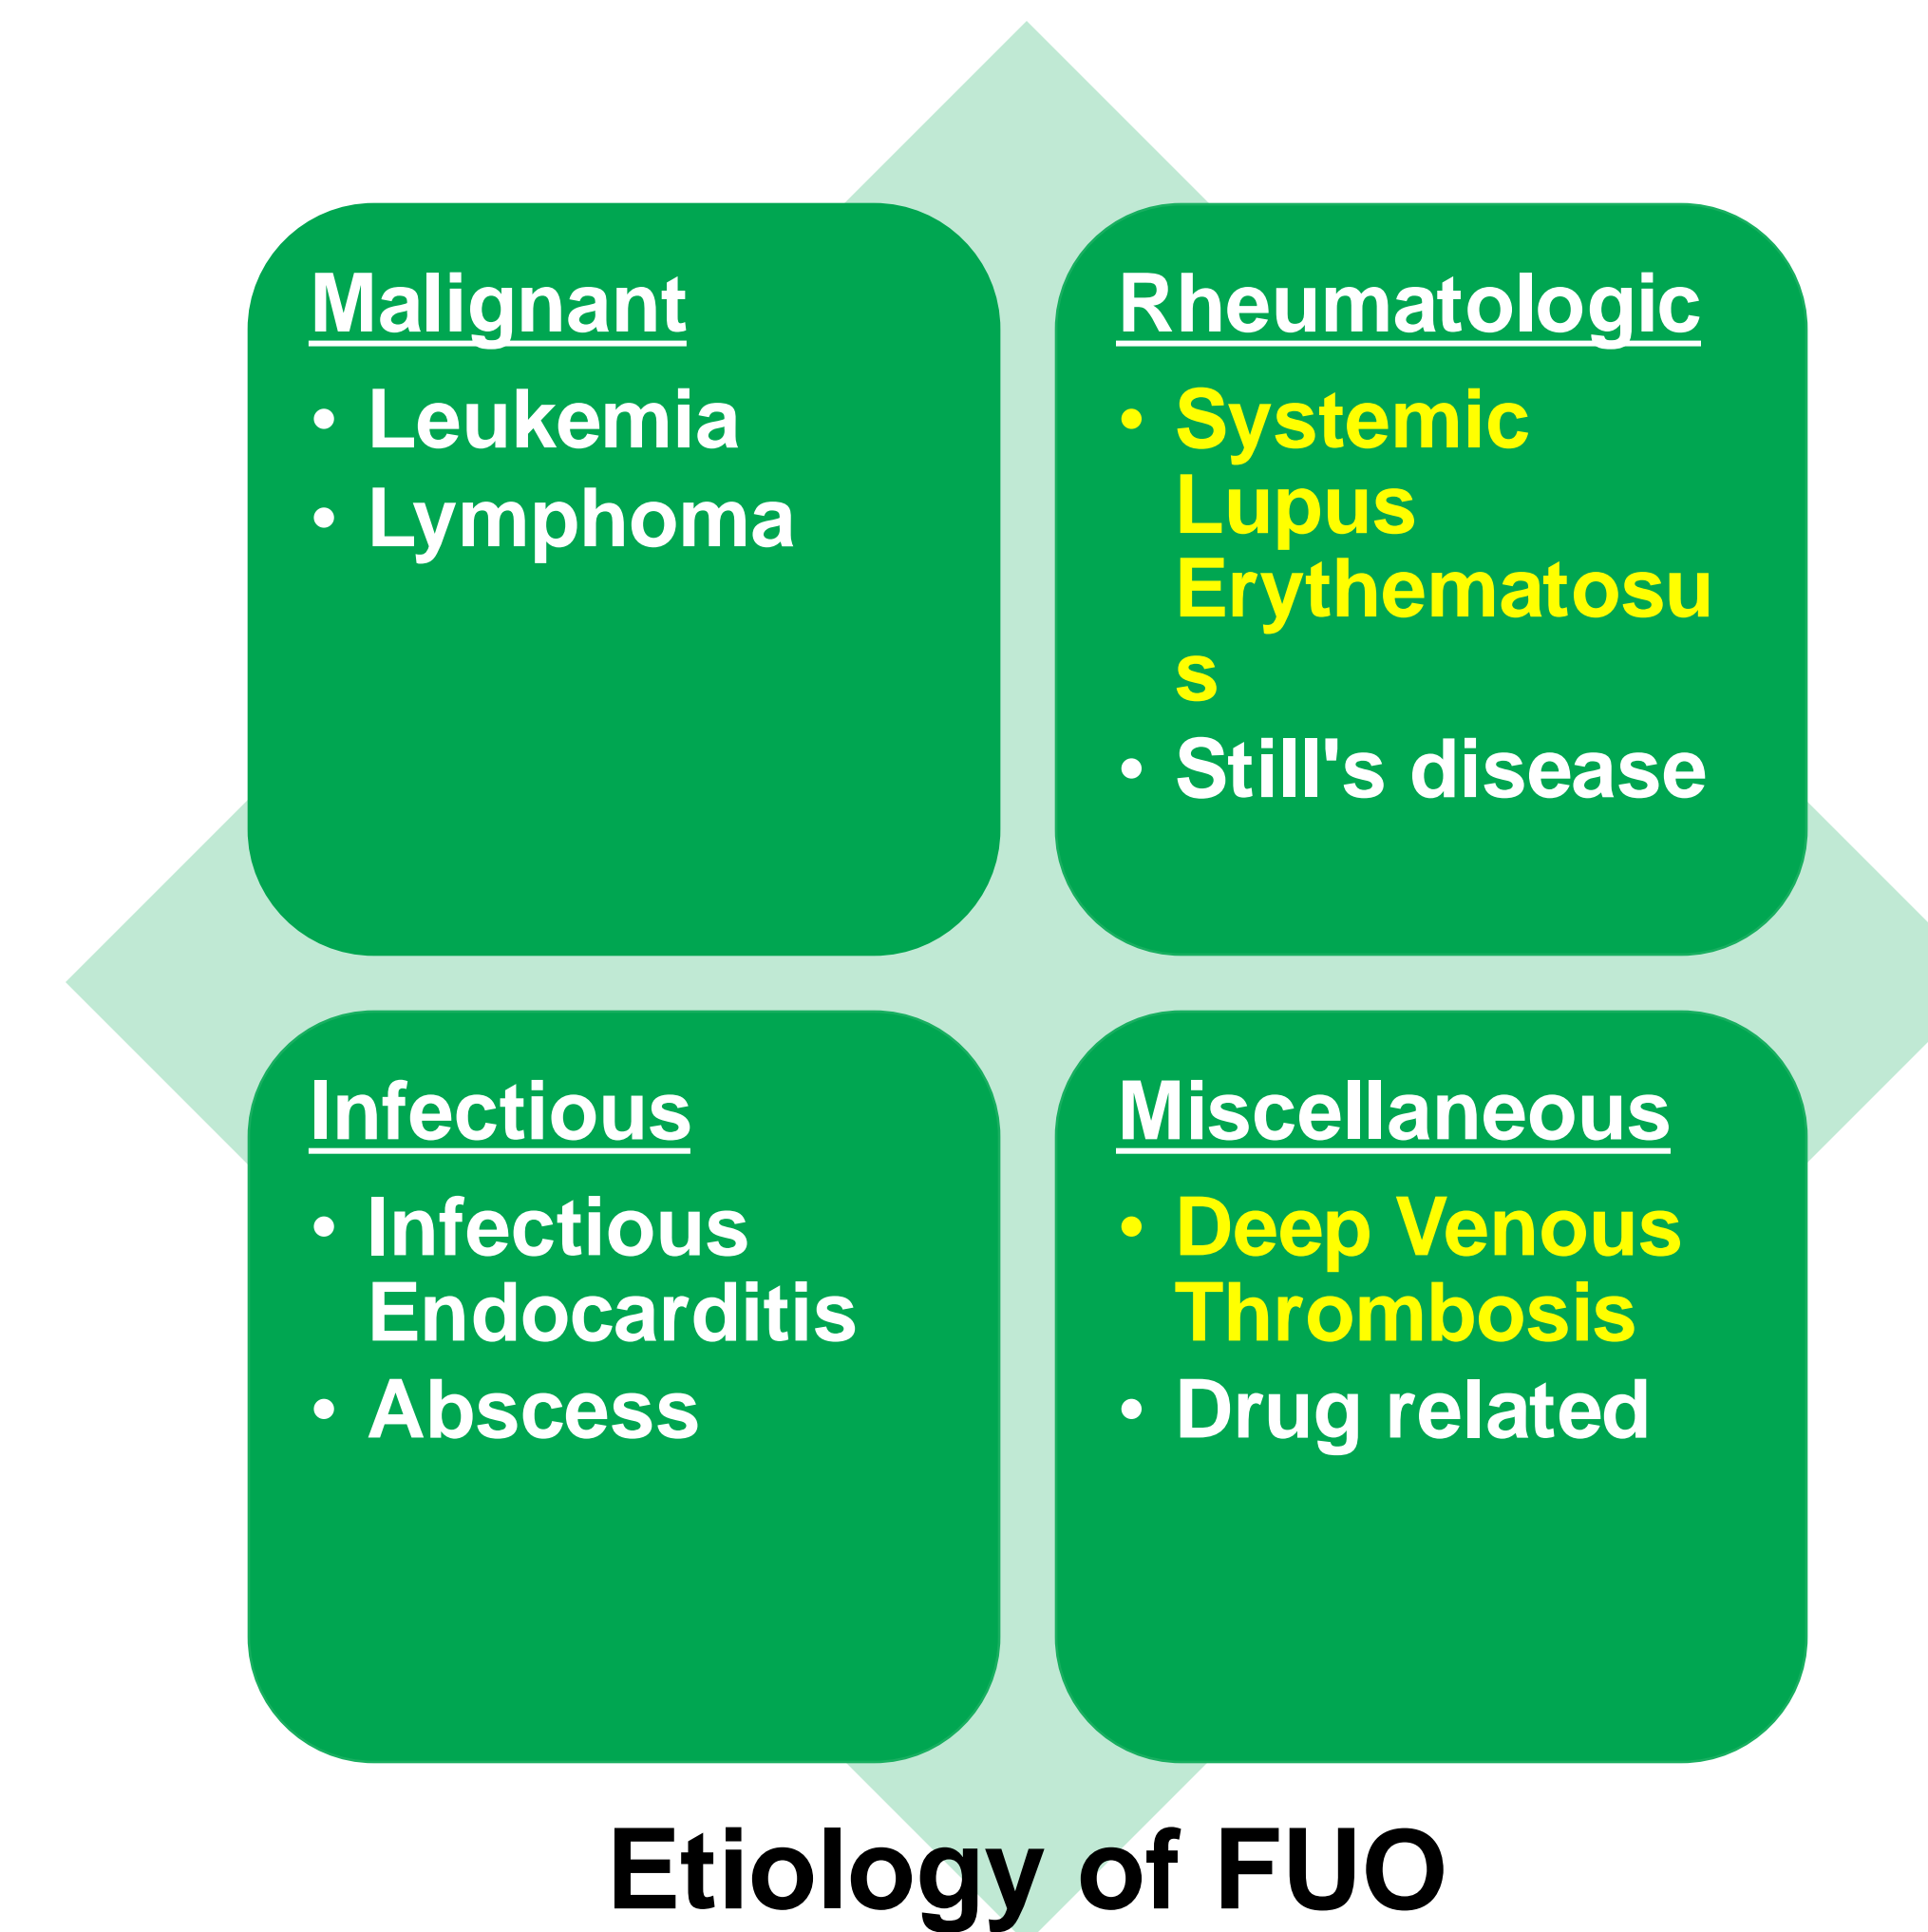 Malignant
• Leukemia
• Lymphoma
Rheumatologic
• Systemic
Lupus
Erythematosu
s
• Still's disease
Infectious
• Infectious
Endocarditis
• Abscess
Miscellaneous
• Deep Venous
Thrombosis
• Drug related
Etiology of FUO